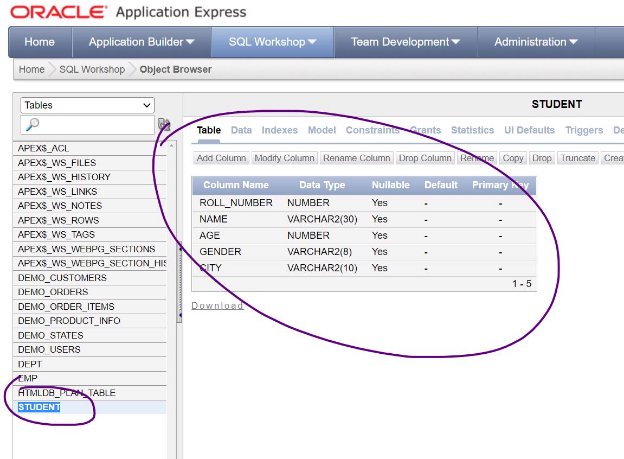 ORACLE Application Express
Home Application Builder SQL Workshop Team Development Administration
Home SQL Workshop Object Browser
Tables
STUDENT
Table Data Indexes Model Constraints Grants Statistics UI Defaults Triggers De
Add Column Modify Column Rename Column Drop Column Rename Copy Drop Truncate Crea
Column Name Data Type Nullable Default Primary Key
ROLL_NUMBER NUMBER Yes - -
NAME VARCHAR2(30) Yes - -
AGE NUMBER Yes - -
GENDER VARCHAR2(8) Yes - -
CITY VARCHAR2(10) Yes - -
1 - 5
Download
APEX$_ACL
APEX$_WS_FILES
APEX$_WS_HISTORY
APEX$_WS_LINKS
APEX$_WS_NOTES
APEX$_WS_ROWS
APEX$_WS_TAGS
APEX$_WS_WEBPG_SECTIONS
APEX$_WS_WEBPG_SECTION_HIS
DEMO_CUSTOMERS
DEMO_ORDERS
DEMO_ORDER_ITEMS
DEMO_PRODUCT_INFO
DEMO_STATES
DEMO_USERS
DEPT
EMP
HTMLDB_PLAN_TABLE
STUDENT